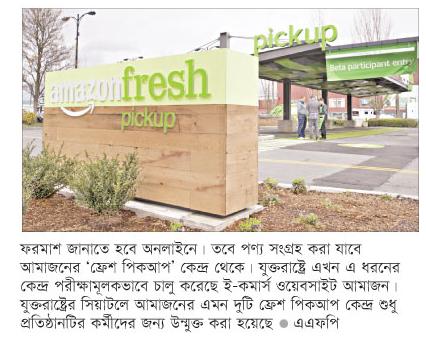 pickup
Beta participant entry
amazonfresh
pickup
ফরমাশ জানাতে হবে অনলাইনে। তবে পণ্য সংগ্রহ করা যাবে
আমাজনের ‘ফ্রেশ পিকআপ’ কেন্দ্র থেকে। যুক্তরাষ্ট্রে এখন এ ধরনের
কেন্দ্র পরীক্ষামূলকভাবে চালু করেছে ই-কমার্স ওয়েবসাইট আমাজন।
যুক্তরাষ্ট্রের সিয়াটলে আমাজনের এমন দুটি ফ্রেশ পিকআপ কেন্দ্র শুধু
প্রতিষ্ঠানটির কর্মীদের জন্য উন্মুক্ত করা হয়েছে ● এএফপি